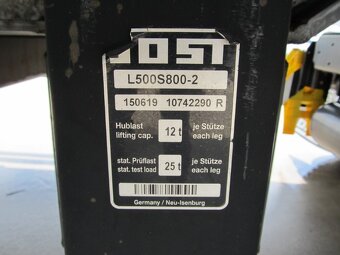 JOST
L500S800-2
150619 10742290 R
Hublast 12 t je Stütze
lifting cap. each leg
stat. Prüflast 25 t je Stütze
stat. test load each leg
Germany / Neu-Isenburg